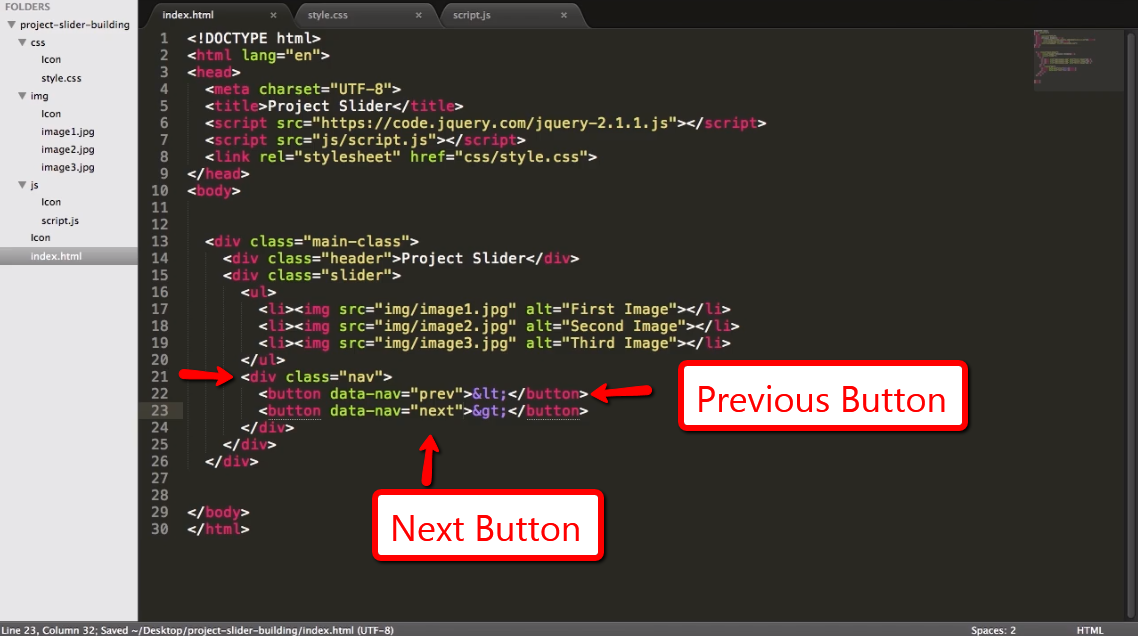 FOLDERS
project-slider-building
css
Icon
style.css
img
Icon
image1.jpg
image2.jpg
image3.jpg
js
Icon
script.js
Icon
index.html
index.html × style.css × script.js ×
1 <!DOCTYPE html>
2 <html lang="en">
3 <head>
4 <meta charset="UTF-8">
5 <title>Project Slider</title>
6 <script src="https://code.jquery.com/jquery-2.1.1.js"></script>
7 <script src="js/script.js"></script>
8 <link rel="stylesheet" href="css/style.css">
9 </head>
10 <body>
11
12
13 <div class="main-class">
14 <div class="header">Project Slider</div>
15 <div class="slider">
16 <ul>
17 <li><img src="img/image1.jpg" alt="First Image"></li>
18 <li><img src="img/image2.jpg" alt="Second Image"></li>
19 <li><img src="img/image3.jpg" alt="Third Image"></li>
20 </ul>
21 <div class="nav">
22 <button data-nav="prev">&lt;</button>
23 <button data-nav="next">&gt;</button>
24 </div>
25 </div>
26 </div>
27
28
29 </body>
30 </html>
Previous Button
Next Button
Line 23, Column 32; Saved ~/Desktop/project-slider-building/index.html (UTF-8) Spaces: 2 HTML